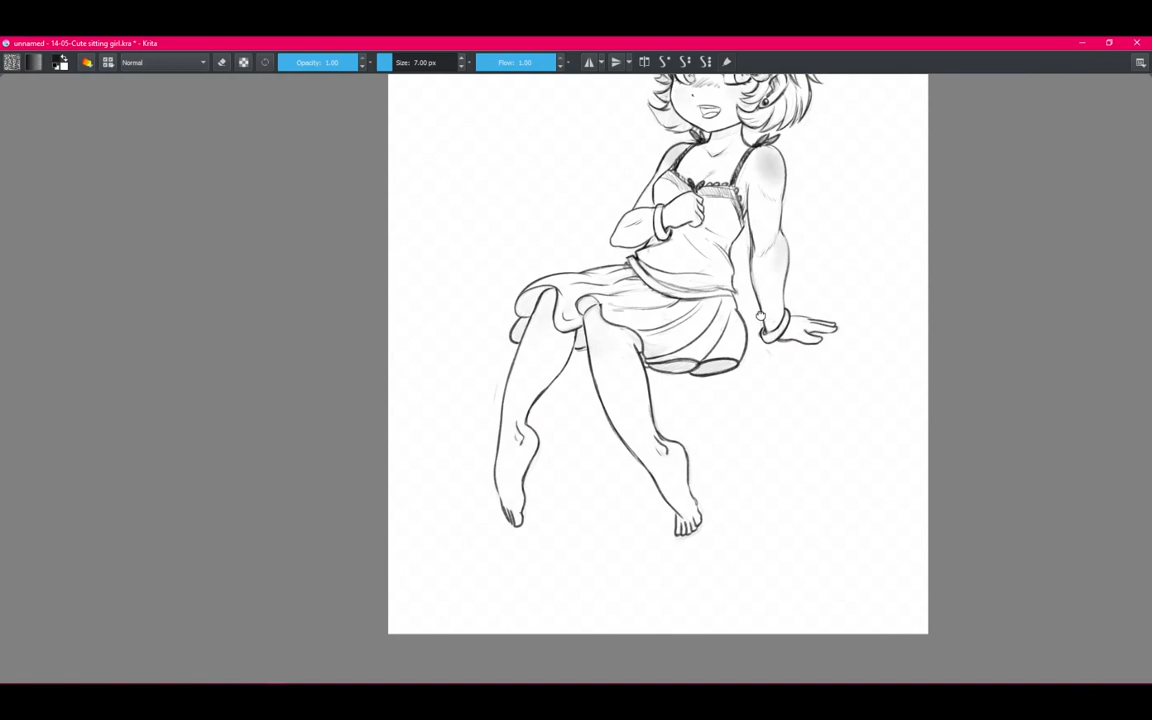 unnamed - 14-05-Cute sitting girl.kra * - Krita
Normal
Opacity: 1.00
Size: 7.00 px
Flow: 1.00